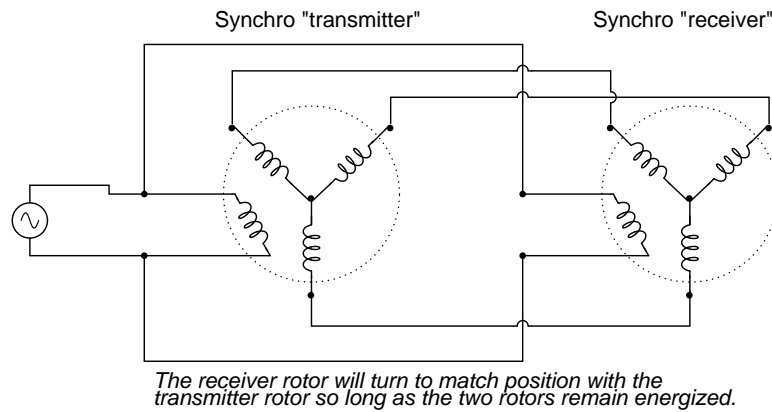 Synchro "transmitter"
Synchro "receiver"
The receiver rotor will turn to match position with the
transmitter rotor so long as the two rotors remain energized.